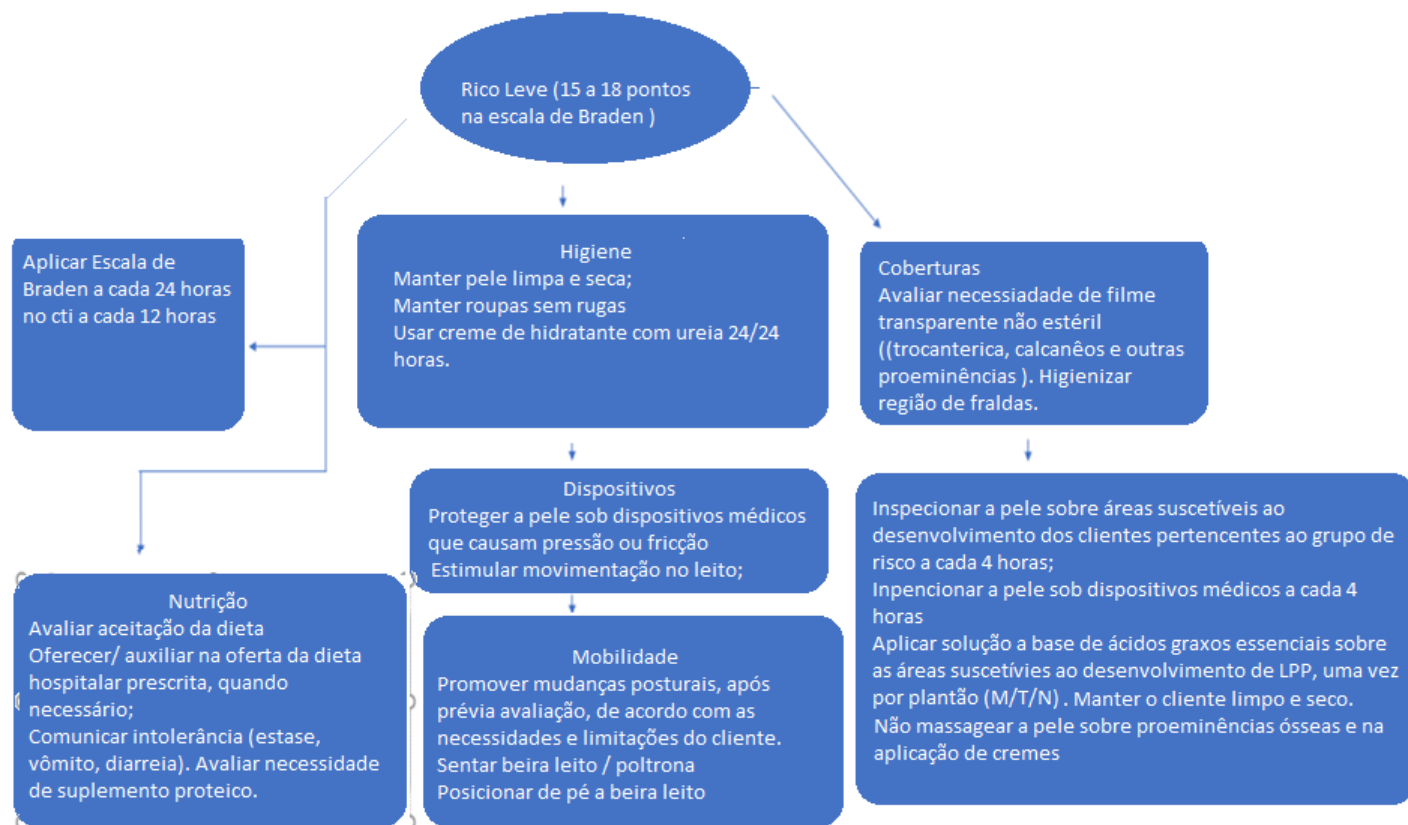 Rico Leve (15 a 18 pontos
na escala de Braden )
Aplicar Escala de
Braden a cada 24 horas
no cti a cada 12 horas
Higiene
Manter pele limpa e seca;
Manter roupas sem rugas
Usar creme de hidratante com ureia 24/24
horas.
Coberturas
Avaliar necessiadade de filme
transparente não estéril
((trocanterica, calcanêos e outras
proeminências ). Higienizar
região de fraldas.
Dispositivos
Proteger a pele sob dispositivos médicos
que causam pressão ou fricção
Estimular movimentação no leito;
Inspecionar a pele sobre áreas suscetíveis ao
desenvolvimento dos clientes pertencentes ao grupo de
risco a cada 4 horas;
Inpencionar a pele sob dispositivos médicos a cada 4
horas
Aplicar solução a base de ácidos graxos essenciais sobre
as áreas suscetívies ao desenvolvimento de LPP, uma vez
por plantão (M/T/N) . Manter o cliente limpo e seco.
Não massagear a pele sobre proeminências ósseas e na
aplicação de cremes
Nutrição
Avaliar aceitação da dieta
Oferecer/ auxiliar na oferta da dieta
hospitalar prescrita, quando
necessário;
Comunicar intolerância (estase,
vômito, diarreia). Avaliar necessidade
de suplemento proteico.
Mobilidade
Promover mudanças posturais, após
prévia avaliação, de acordo com as
necessidades e limitações do cliente.
Sentar beira leito / poltrona
Posicionar de pé a beira leito